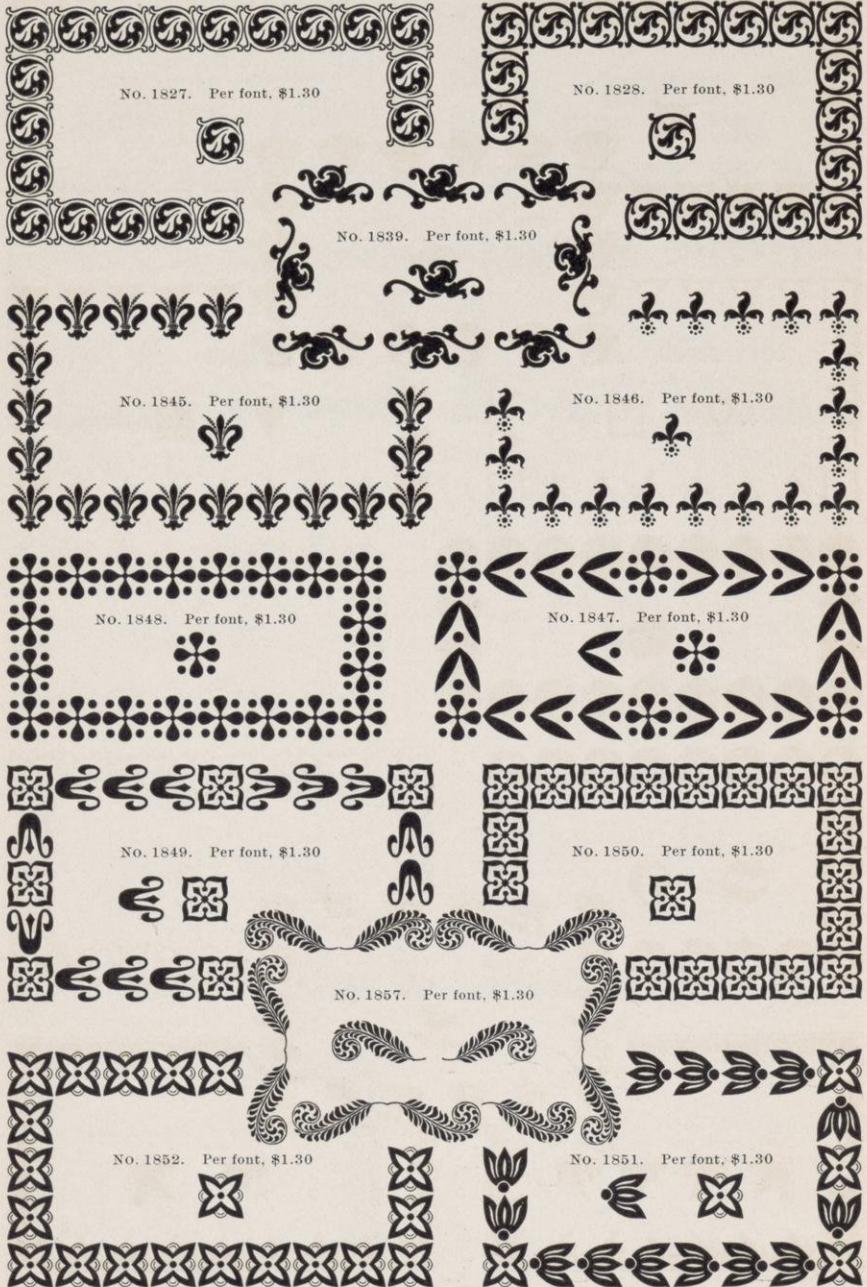 No. 1827. Per font, $1.30
No. 1828. Per font, $1.30
No. 1839. Per font, $1.30
No. 1845. Per font, $1.30
No. 1846. Per font, $1.30
No. 1848. Per font, $1.30
No. 1847. Per font, $1.30
No. 1849. Per font, $1.30
No. 1850. Per font, $1.30
No. 1857. Per font, $1.30
No. 1852. Per font, $1.30
No. 1851. Per font, $1.30